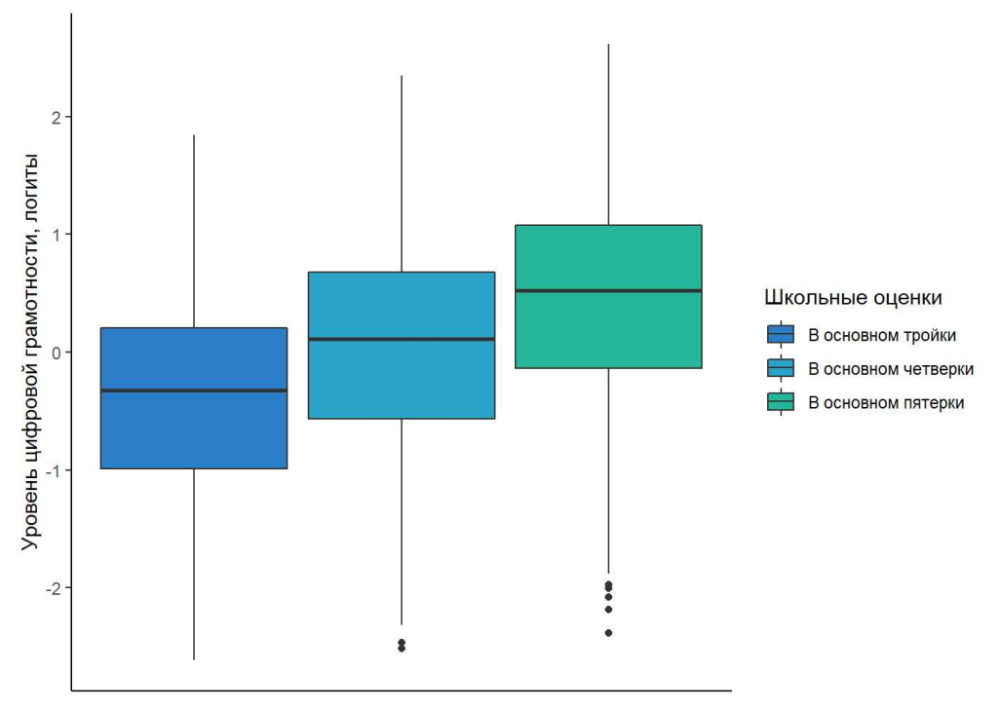 Уровень цифровой грамотности, логиты
2
1
0
-1
-2
Школьные оценки
В основном тройки
В основном четверки
В основном пятерки